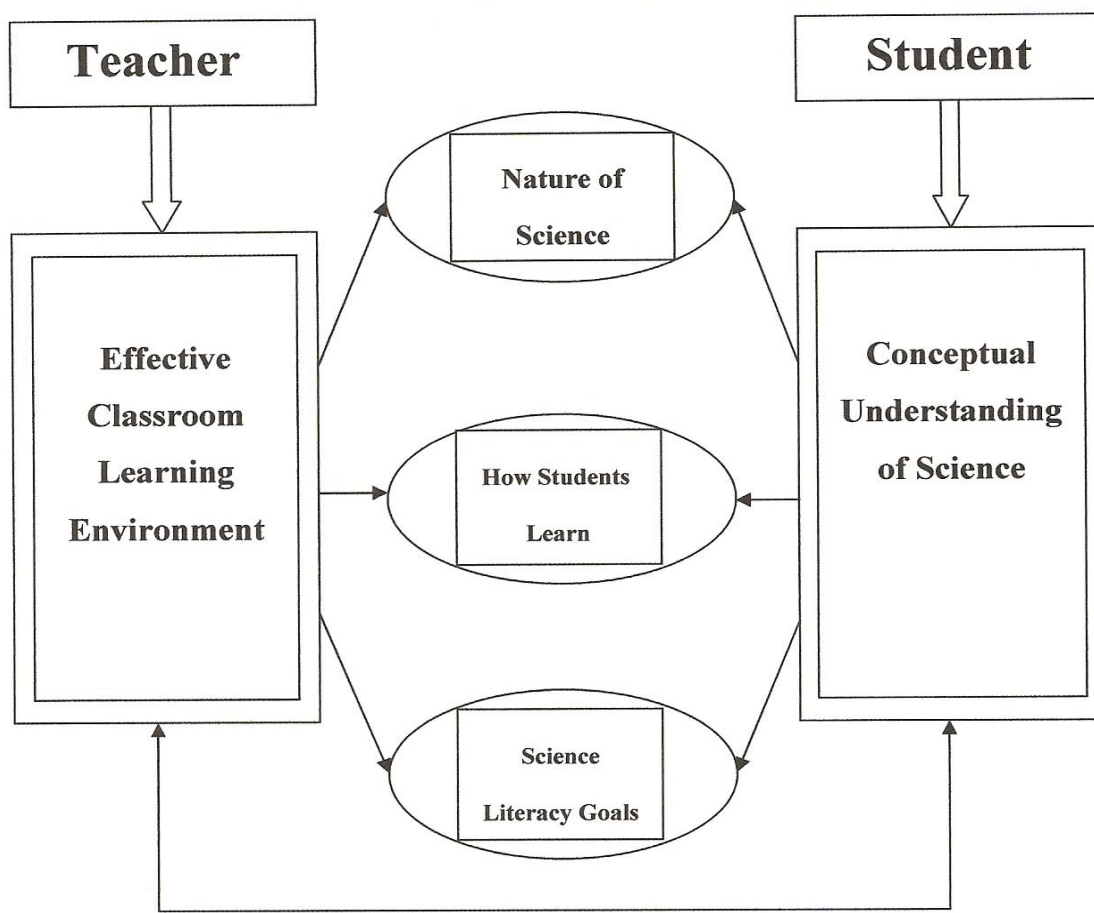 Teacher
Student
Nature of
Science
Effective
Classroom
Learning
Environment
How Students
Learn
Conceptual
Understanding
of Science
Science
Literacy Goals